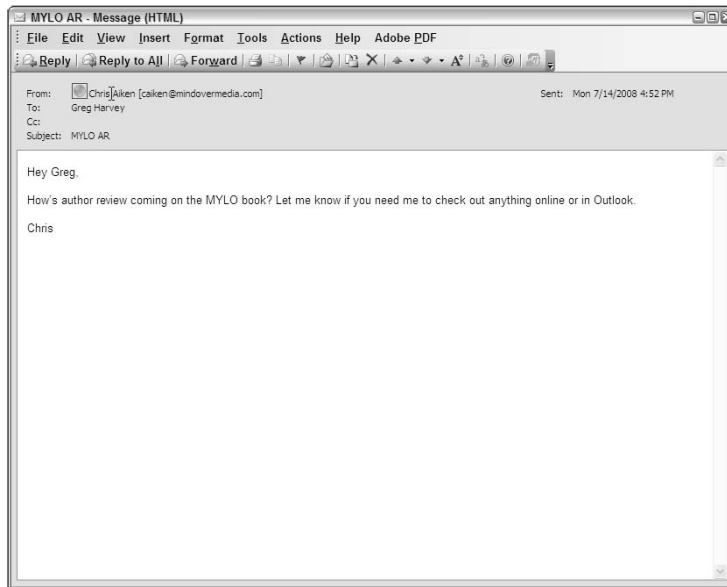 MYLO AR - Message (HTML)
File Edit View Insert Format Tools Actions Help Adobe PDF
Reply Reply to All Forward
From: Chris Aiken [caiken@mindovermedia.com] Sent: Mon 7/14/2008 4:52 PM
To: Greg Harvey
Cc:
Subject: MYLO AR
Hey Greg,
How's author review coming on the MYLO book? Let me know if you need me to check out anything online or in Outlook.
Chris